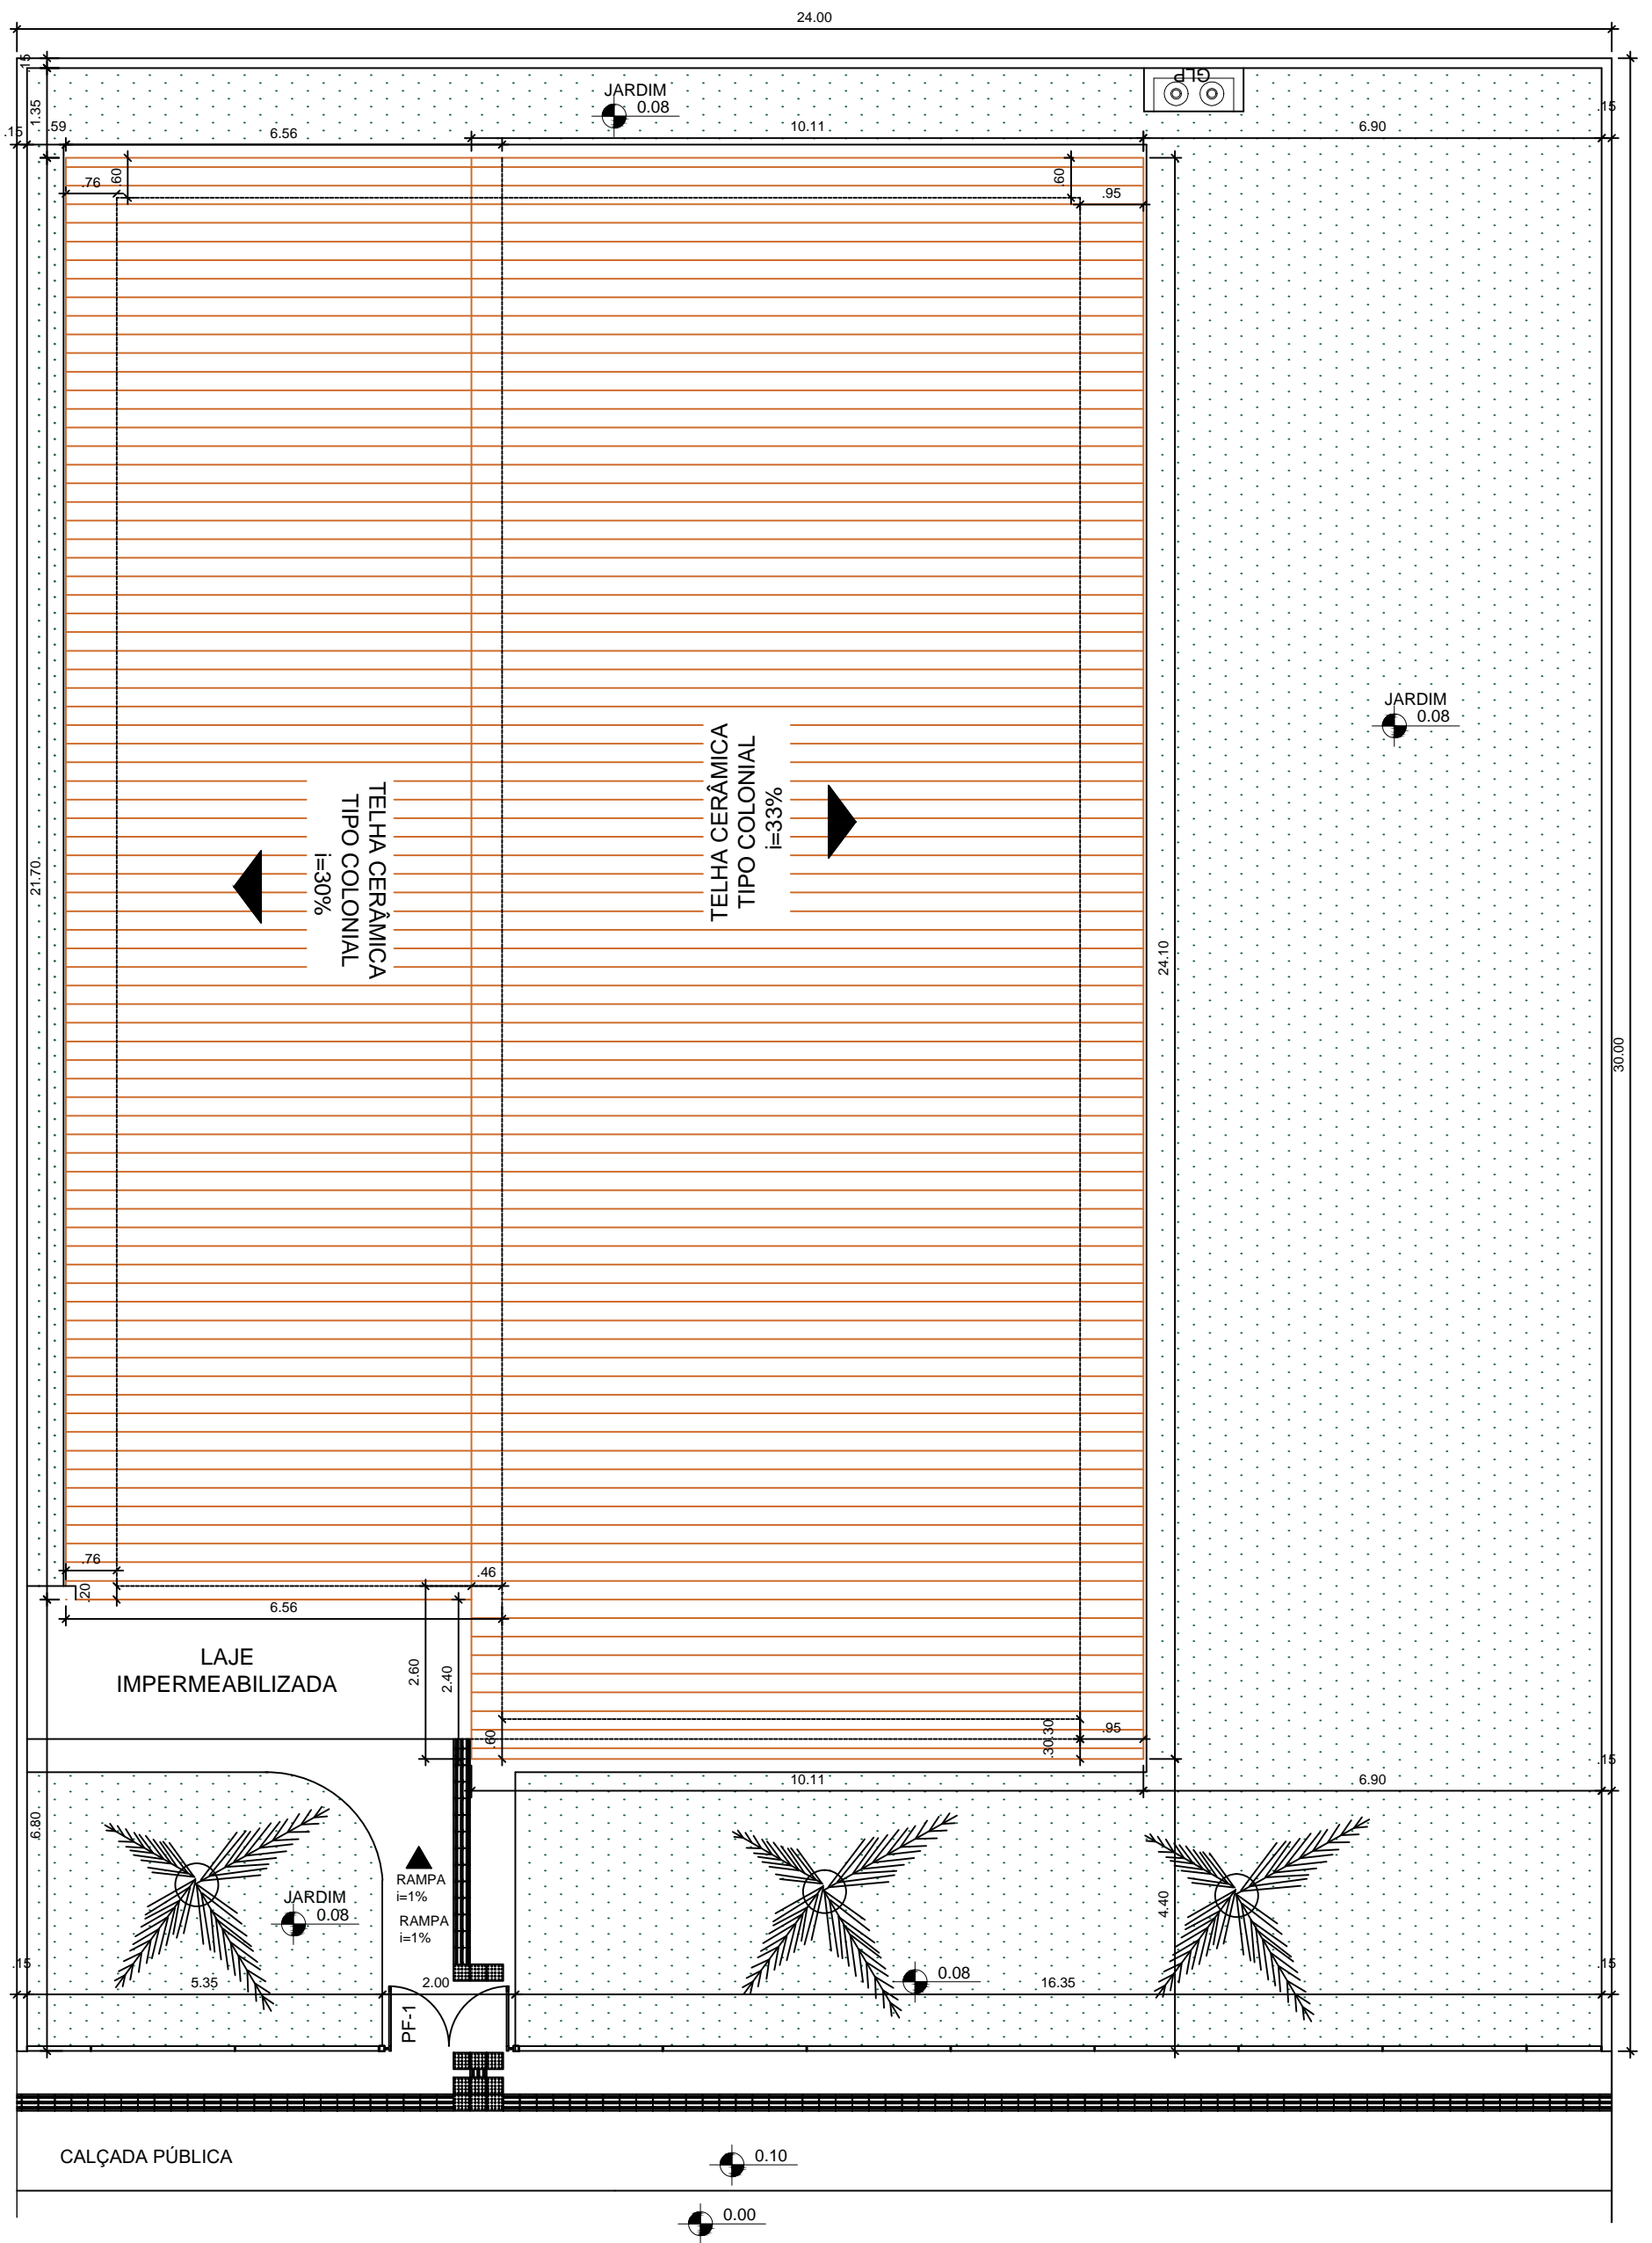 24.00
.15
1.35
.15
.59
6.56
JARDIM
0.08
10.11
GLP
6.90
.15
.76
.60
.60
.95
JARDIM
0.08
TELHA CERÂMICA
TIPO COLONIAL
i=30%
TELHA CERÂMICA
TIPO COLONIAL
i=33%
21.70
24.10
30.00
.76
.20
.46
6.56
LAJE
IMPERMEABILIZADA
2.60
2.40
.60
.30
.30
.95
.15
10.11
6.90
6.80
JARDIM
0.08
RAMPA
i=1%
RAMPA
i=1%
4.40
.15
5.35
2.00
0.08
16.35
.15
PF-1
CALÇADA PÚBLICA
0.10
0.00